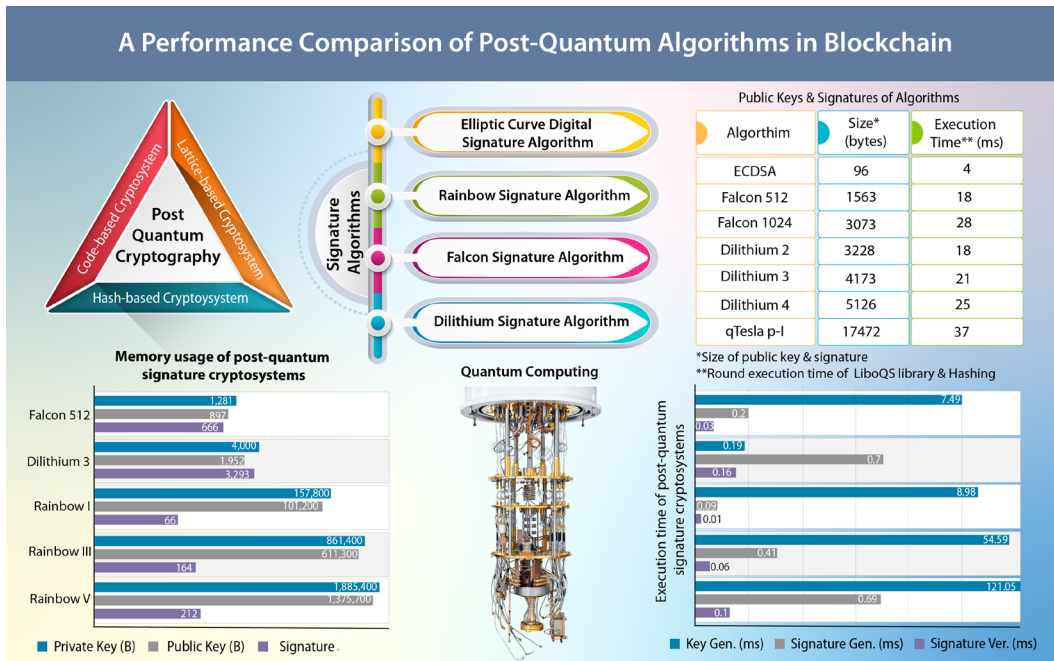 A Performance Comparison of Post-Quantum Algorithms in Blockchain
Code-based Cryptosystem
Lattice-based Cryptosystem
Post
Quantum
Cryptography
Hash-based Cryptoysystem
Signature
Algorithms
Elliptic Curve Digital
Signature Algorithm
Rainbow Signature Algorithm
Falcon Signature Algorithm
Dilithium Signature Algorithm
Public Keys & Signatures of Algorithms
Algorthim Size* (bytes) Execution Time** (ms)
ECDSA 96 4
Falcon 512 1563 18
Falcon 1024 3073 28
Dilithium 2 3228 18
Dilithium 3 4173 21
Dilithium 4 5126 25
qTesla p-I 17472 37
*Size of public key & signature
**Round execution time of LiboQS library & Hashing
Memory usage of post-quantum
signature cryptosystems
Falcon 512
1,281
897
666
Dilithium 3
4,000
1,952
3,293
Rainbow I
157,800
101,200
66
Rainbow III
861,400
611,300
164
Rainbow V
1,885,400
1,375,700
212
Private Key (B) Public Key (B) Signature
Quantum Computing
Execution time of post-quantum
signature cryptosystems
7.49
0.2
0.03
0.19
0.7
0.16
8.98
0.09
0.01
54.59
0.41
0.06
121.05
0.69
0.1
Key Gen. (ms) Signature Gen. (ms) Signature Ver. (ms)